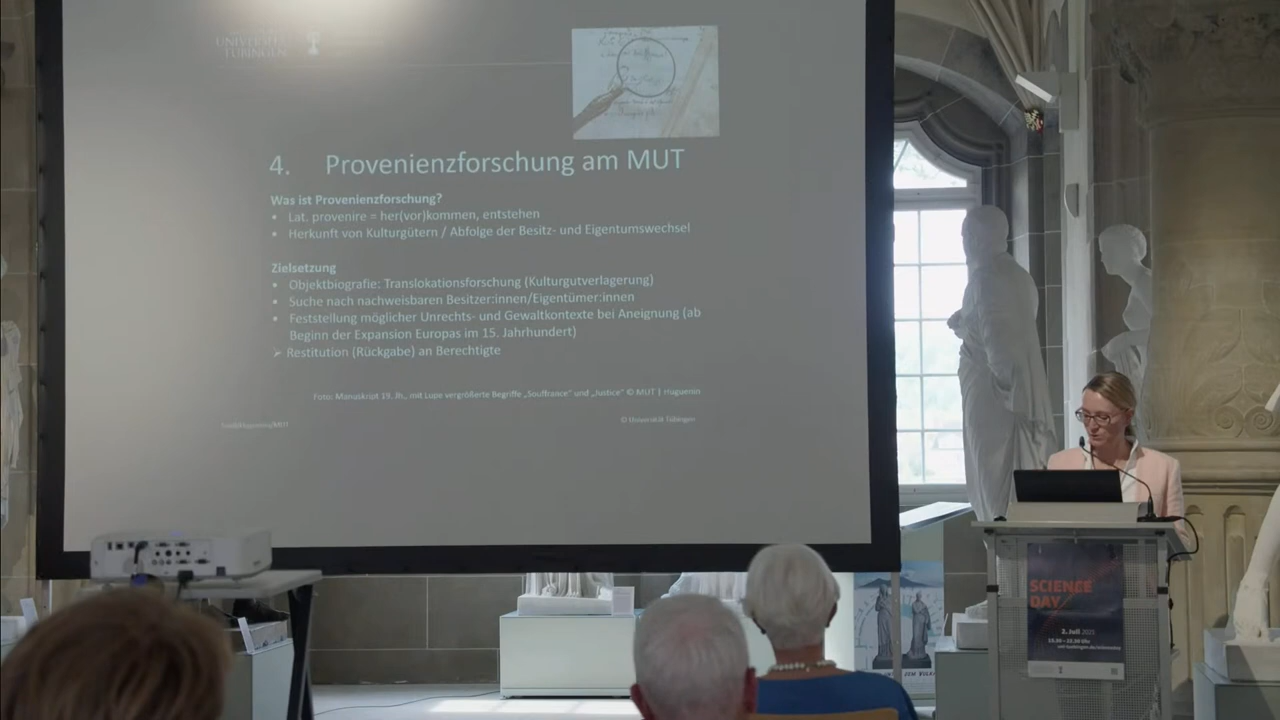 UNIVERSITÄT
TÜBINGEN
4. Provenienzforschung am MUT
Was ist Provenienzforschung?
• Lat. provenire = her(vor)kommen, entstehen
• Herkunft von Kulturgütern / Abfolge der Besitz- und Eigentumswechsel
Zielsetzung
• Objektbiografie: Translokationsforschung (Kulturgutverlagerung)
• Suche nach nachweisbaren Besitzer:innen/Eigentümer:innen
• Feststellung möglicher Unrechts- und Gewaltkontexte bei Aneignung (ab
Beginn der Expansion Europas im 15. Jahrhundert)
➢ Restitution (Rückgabe) an Berechtigte
Foto: Manuskript 19. Jh., mit Lupe vergrößerte Begriffe „Souffrance" und „Justice" © MUT | Huguenin
© Universität Tübingen
SCIENCE
DAY
2. Juli 2025